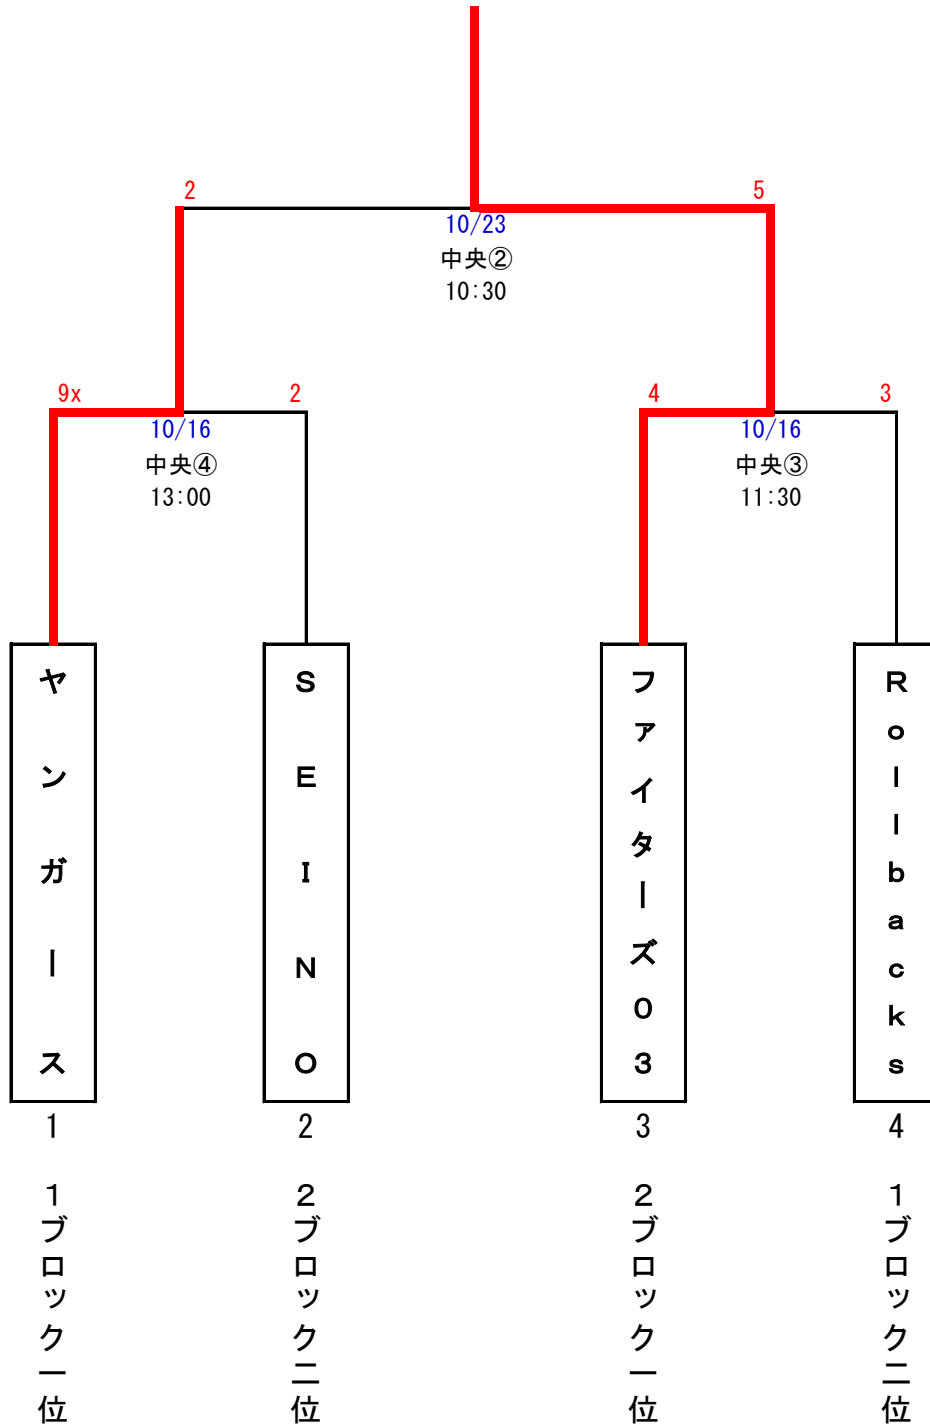 2
5
10/23
中央②
10:30
9x
2
4
3
10/16
中央④
13:00
10/16
中央③
11:30
ヤンガース
SEINO
ファイターズ03
Rollbacks
1
2
3
4
1ブロック一位
2ブロック二位
2ブロック一位
1ブロック二位